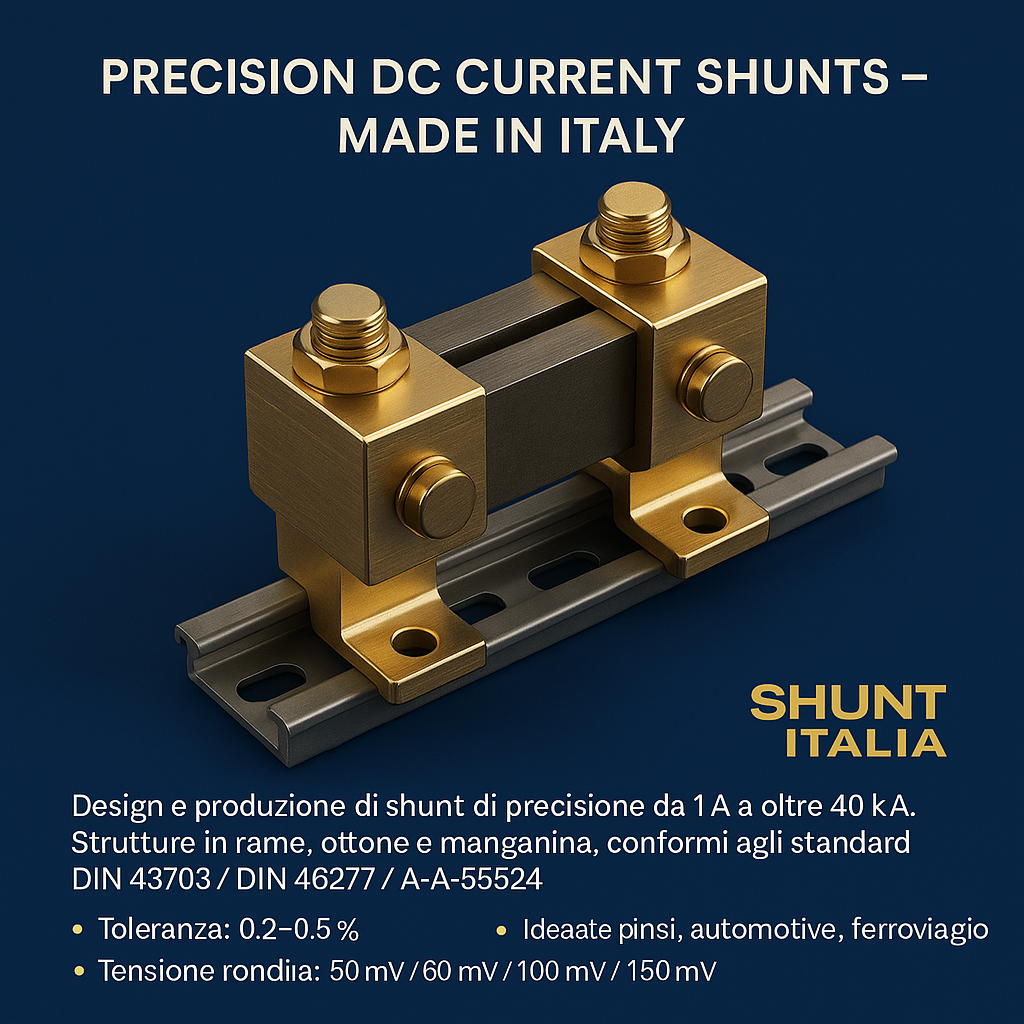 PRECISION DC CURRENT SHUNTS –
MADE IN ITALY
SHUNT
ITALIA
Design e produzione di shunt di precisione da 1 A a oltre 40 kA.
Strutture in rame, ottone e manganina, conformi agli standard
DIN 43703 / DIN 46277 / A-A-55524
• Toleranza: 0.2–0.5 %
• Ideaate pinsi, automotive, ferroviagio
• Tensione rondiıa: 50 mV / 60 mV / 100 mV / 150 mV